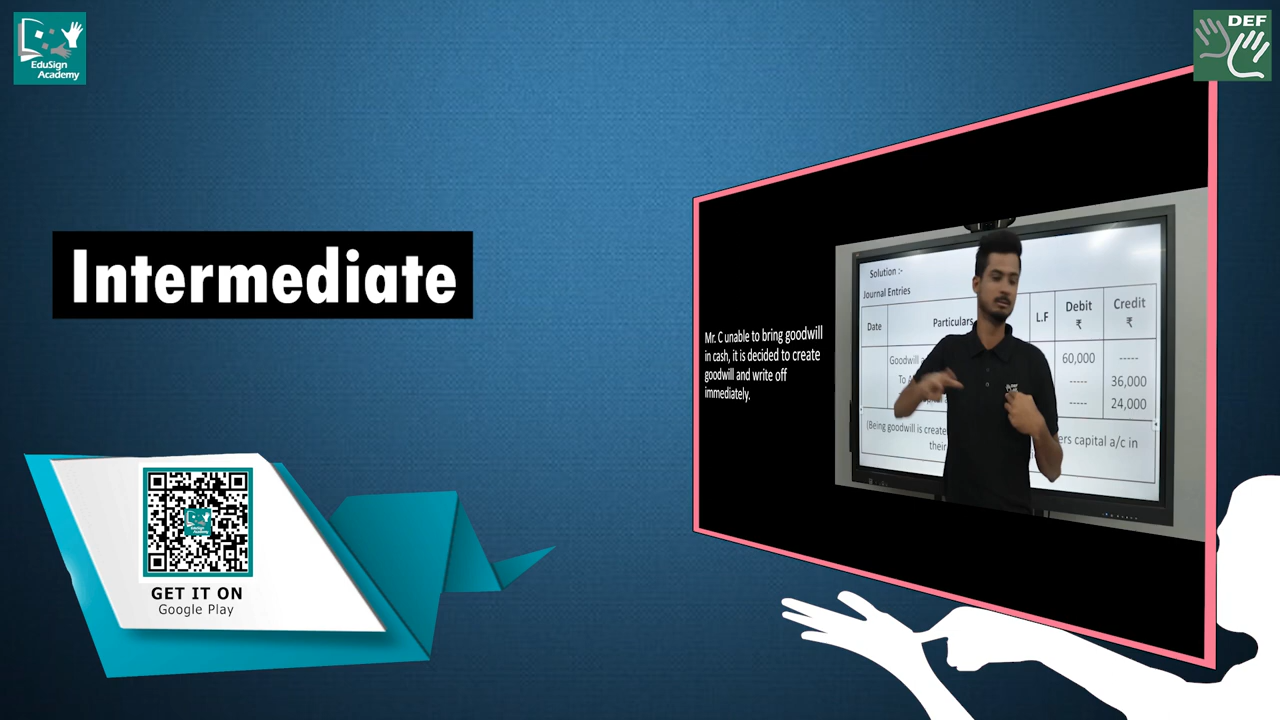 EduSign
Academy
DEF
Intermediate
Mr. C unable to bring goodwill
in cash, it is decided to create
goodwill and write off
immediately.
Solution :-
Journal Entries
Date Particulars L.F Debit ₹ Credit ₹
Goodwill 60,000 -----
To ----- 36,000
----- 24,000
(Being goodwill is create capital a/c in
their
EduSign
Academy
GET IT ON
Google Play